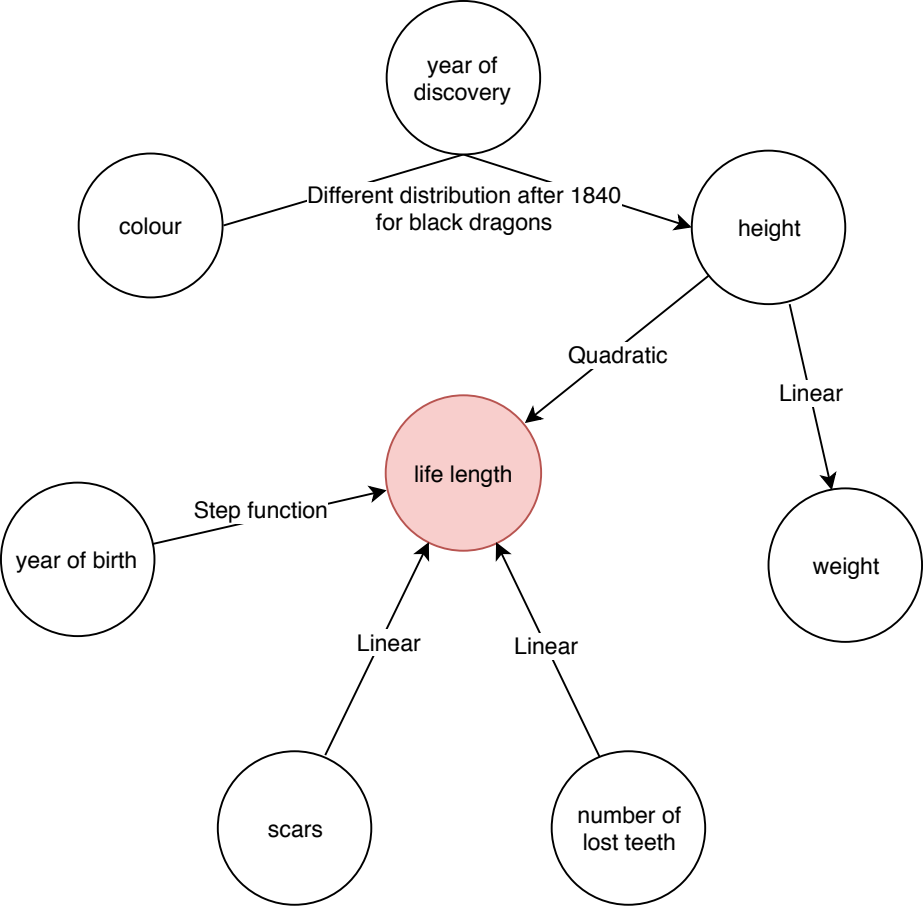 year of
discovery
colour
Different distribution after 1840
for black dragons
height
Quadratic
Linear
life length
Step function
year of birth
weight
Linear
Linear
scars
number of
lost teeth